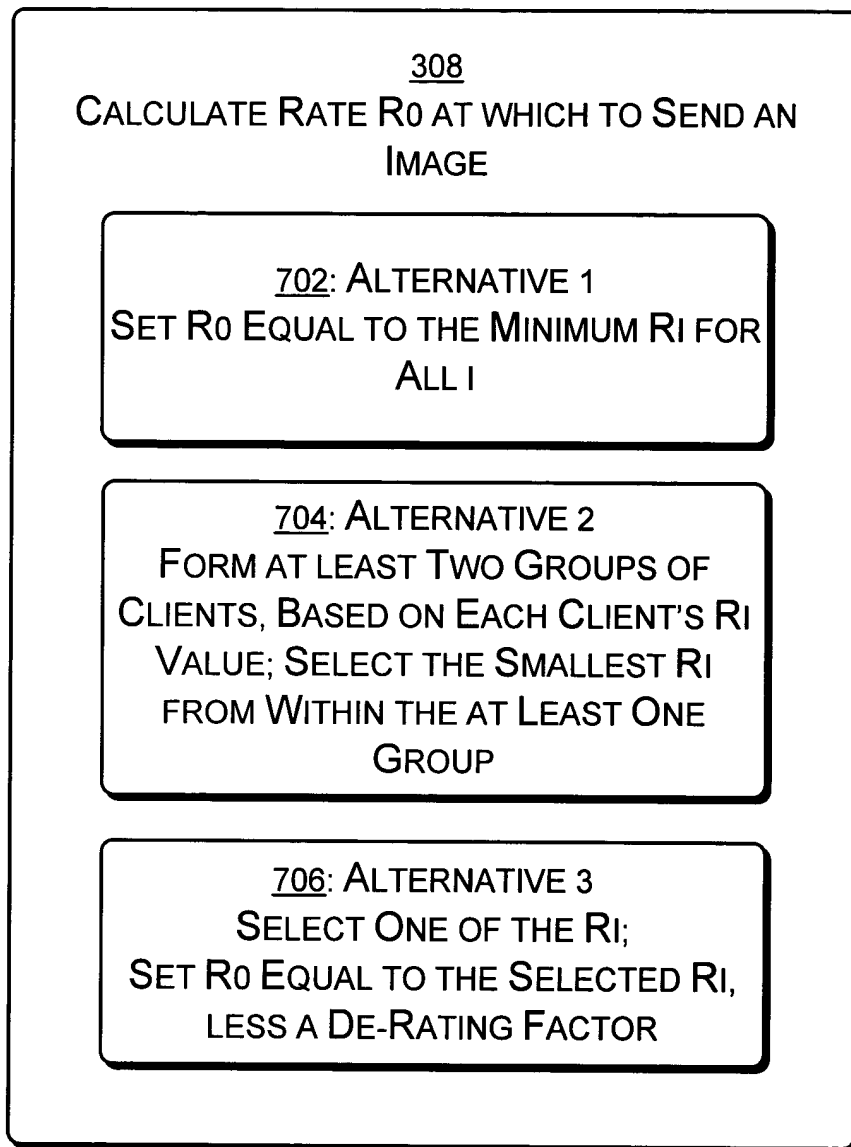 308
CALCULATE RATE R0 AT WHICH TO SEND AN
IMAGE
702: ALTERNATIVE 1
SET R0 EQUAL TO THE MINIMUM RI FOR
ALL I
704: ALTERNATIVE 2
FORM AT LEAST TWO GROUPS OF
CLIENTS, BASED ON EACH CLIENT'S RI
VALUE; SELECT THE SMALLEST RI
FROM WITHIN THE AT LEAST ONE
GROUP
706: ALTERNATIVE 3
SELECT ONE OF THE RI;
SET R0 EQUAL TO THE SELECTED RI,
LESS A DE-RATING FACTOR